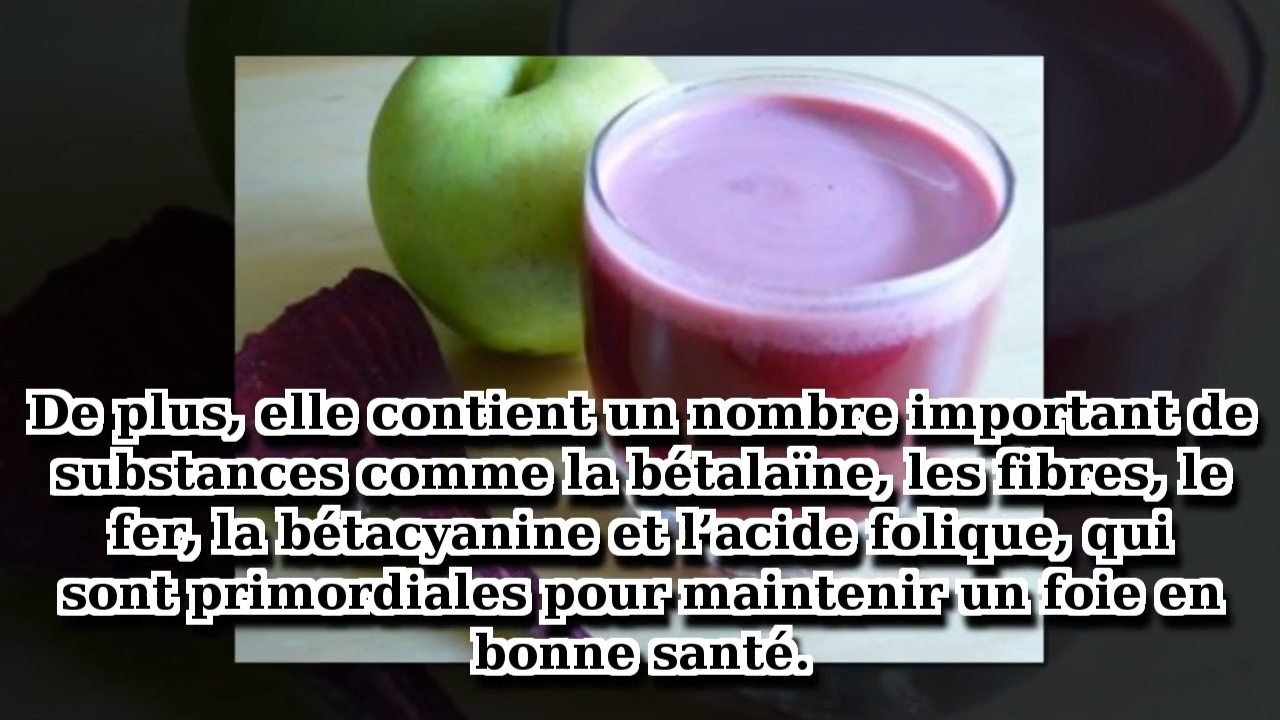 De plus, elle contient un nombre important de
substances comme la bétalaïne, les fibres, le
fer, la bétacyanine et l’acide folique, qui
sont primordiales pour maintenir un foie en
bonne santé.